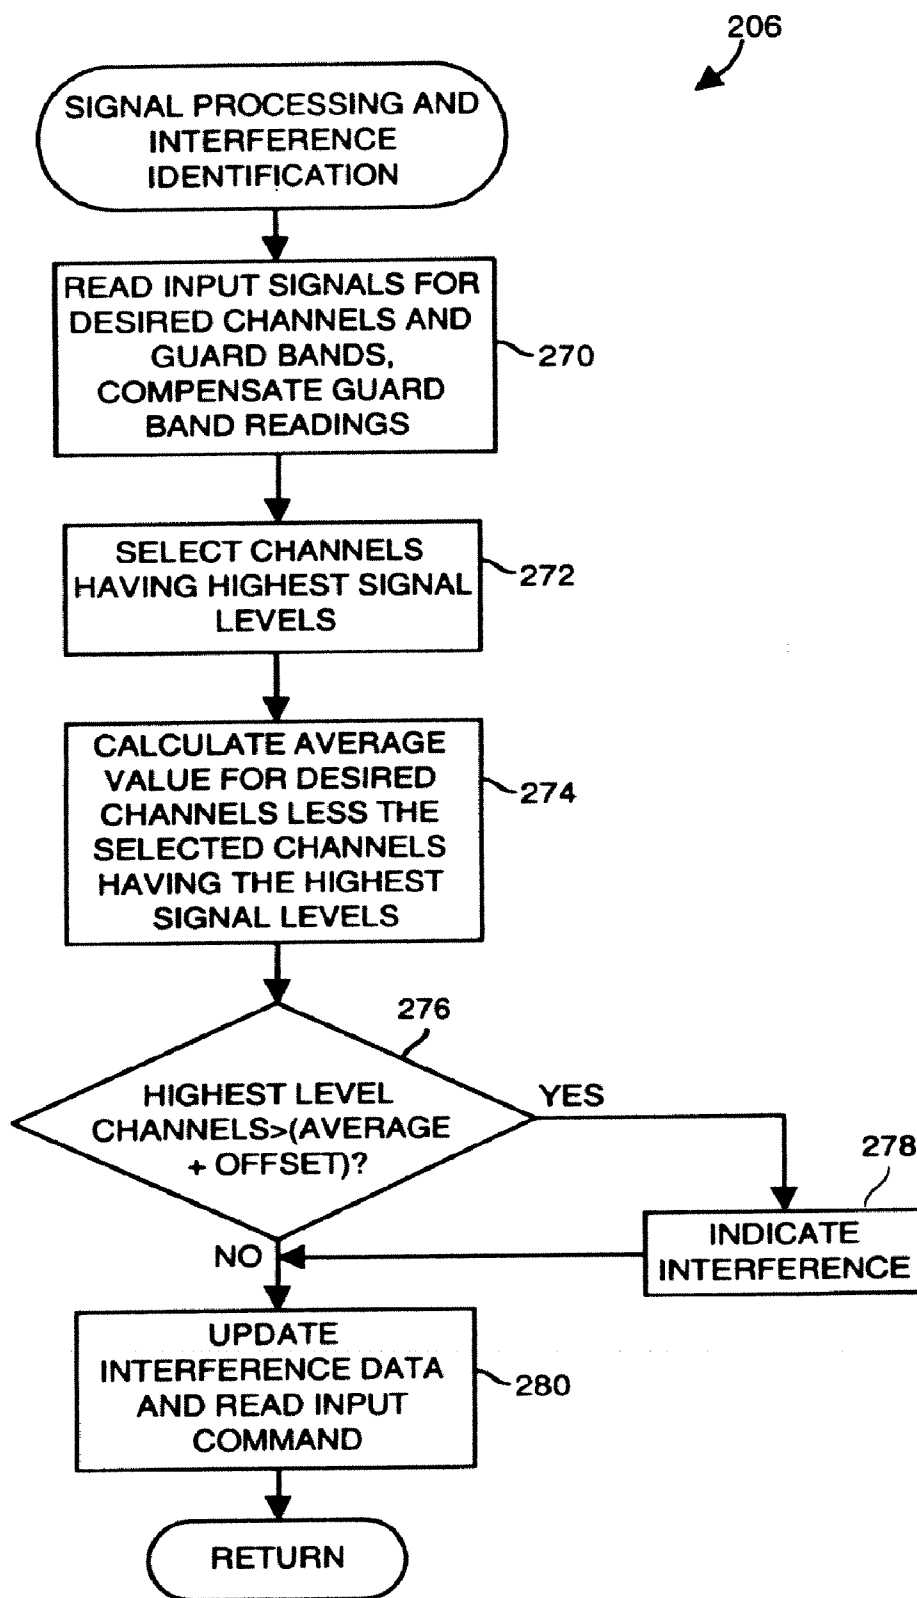 206
SIGNAL PROCESSING AND
INTERFERENCE
IDENTIFICATION
READ INPUT SIGNALS FOR
DESIRED CHANNELS AND
GUARD BANDS,
COMPENSATE GUARD
BAND READINGS
270
SELECT CHANNELS
HAVING HIGHEST SIGNAL
LEVELS
272
CALCULATE AVERAGE
VALUE FOR DESIRED
CHANNELS LESS THE
SELECTED CHANNELS
HAVING THE HIGHEST
SIGNAL LEVELS
274
276
HIGHEST LEVEL
CHANNELS>(AVERAGE
+ OFFSET)?
YES
278
INDICATE
INTERFERENCE
NO
UPDATE
INTERFERENCE DATA
AND READ INPUT
COMMAND
280
RETURN